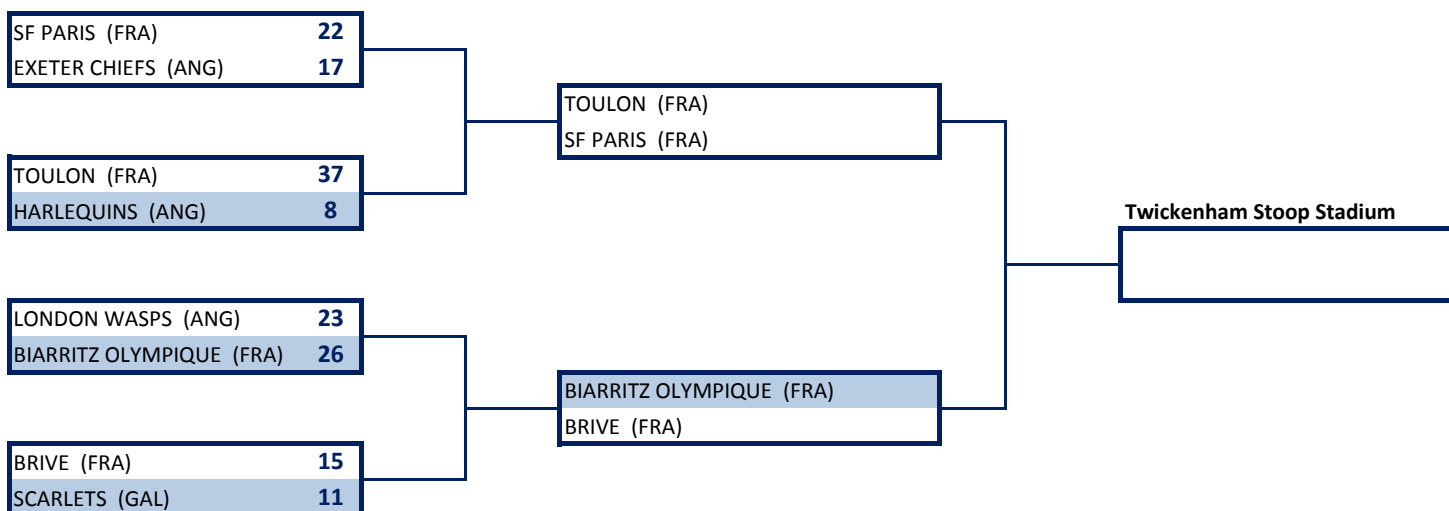 SF PARIS (FRA) 22
EXETER CHIEFS (ANG) 17
TOULON (FRA) 37
HARLEQUINS (ANG) 8
LONDON WASPS (ANG) 23
BIARRITZ OLYMPIQUE (FRA) 26
BRIVE (FRA) 15
SCARLETS (GAL) 11
TOULON (FRA)
SF PARIS (FRA)
BIARRITZ OLYMPIQUE (FRA)
BRIVE (FRA)
Twickenham Stoop Stadium